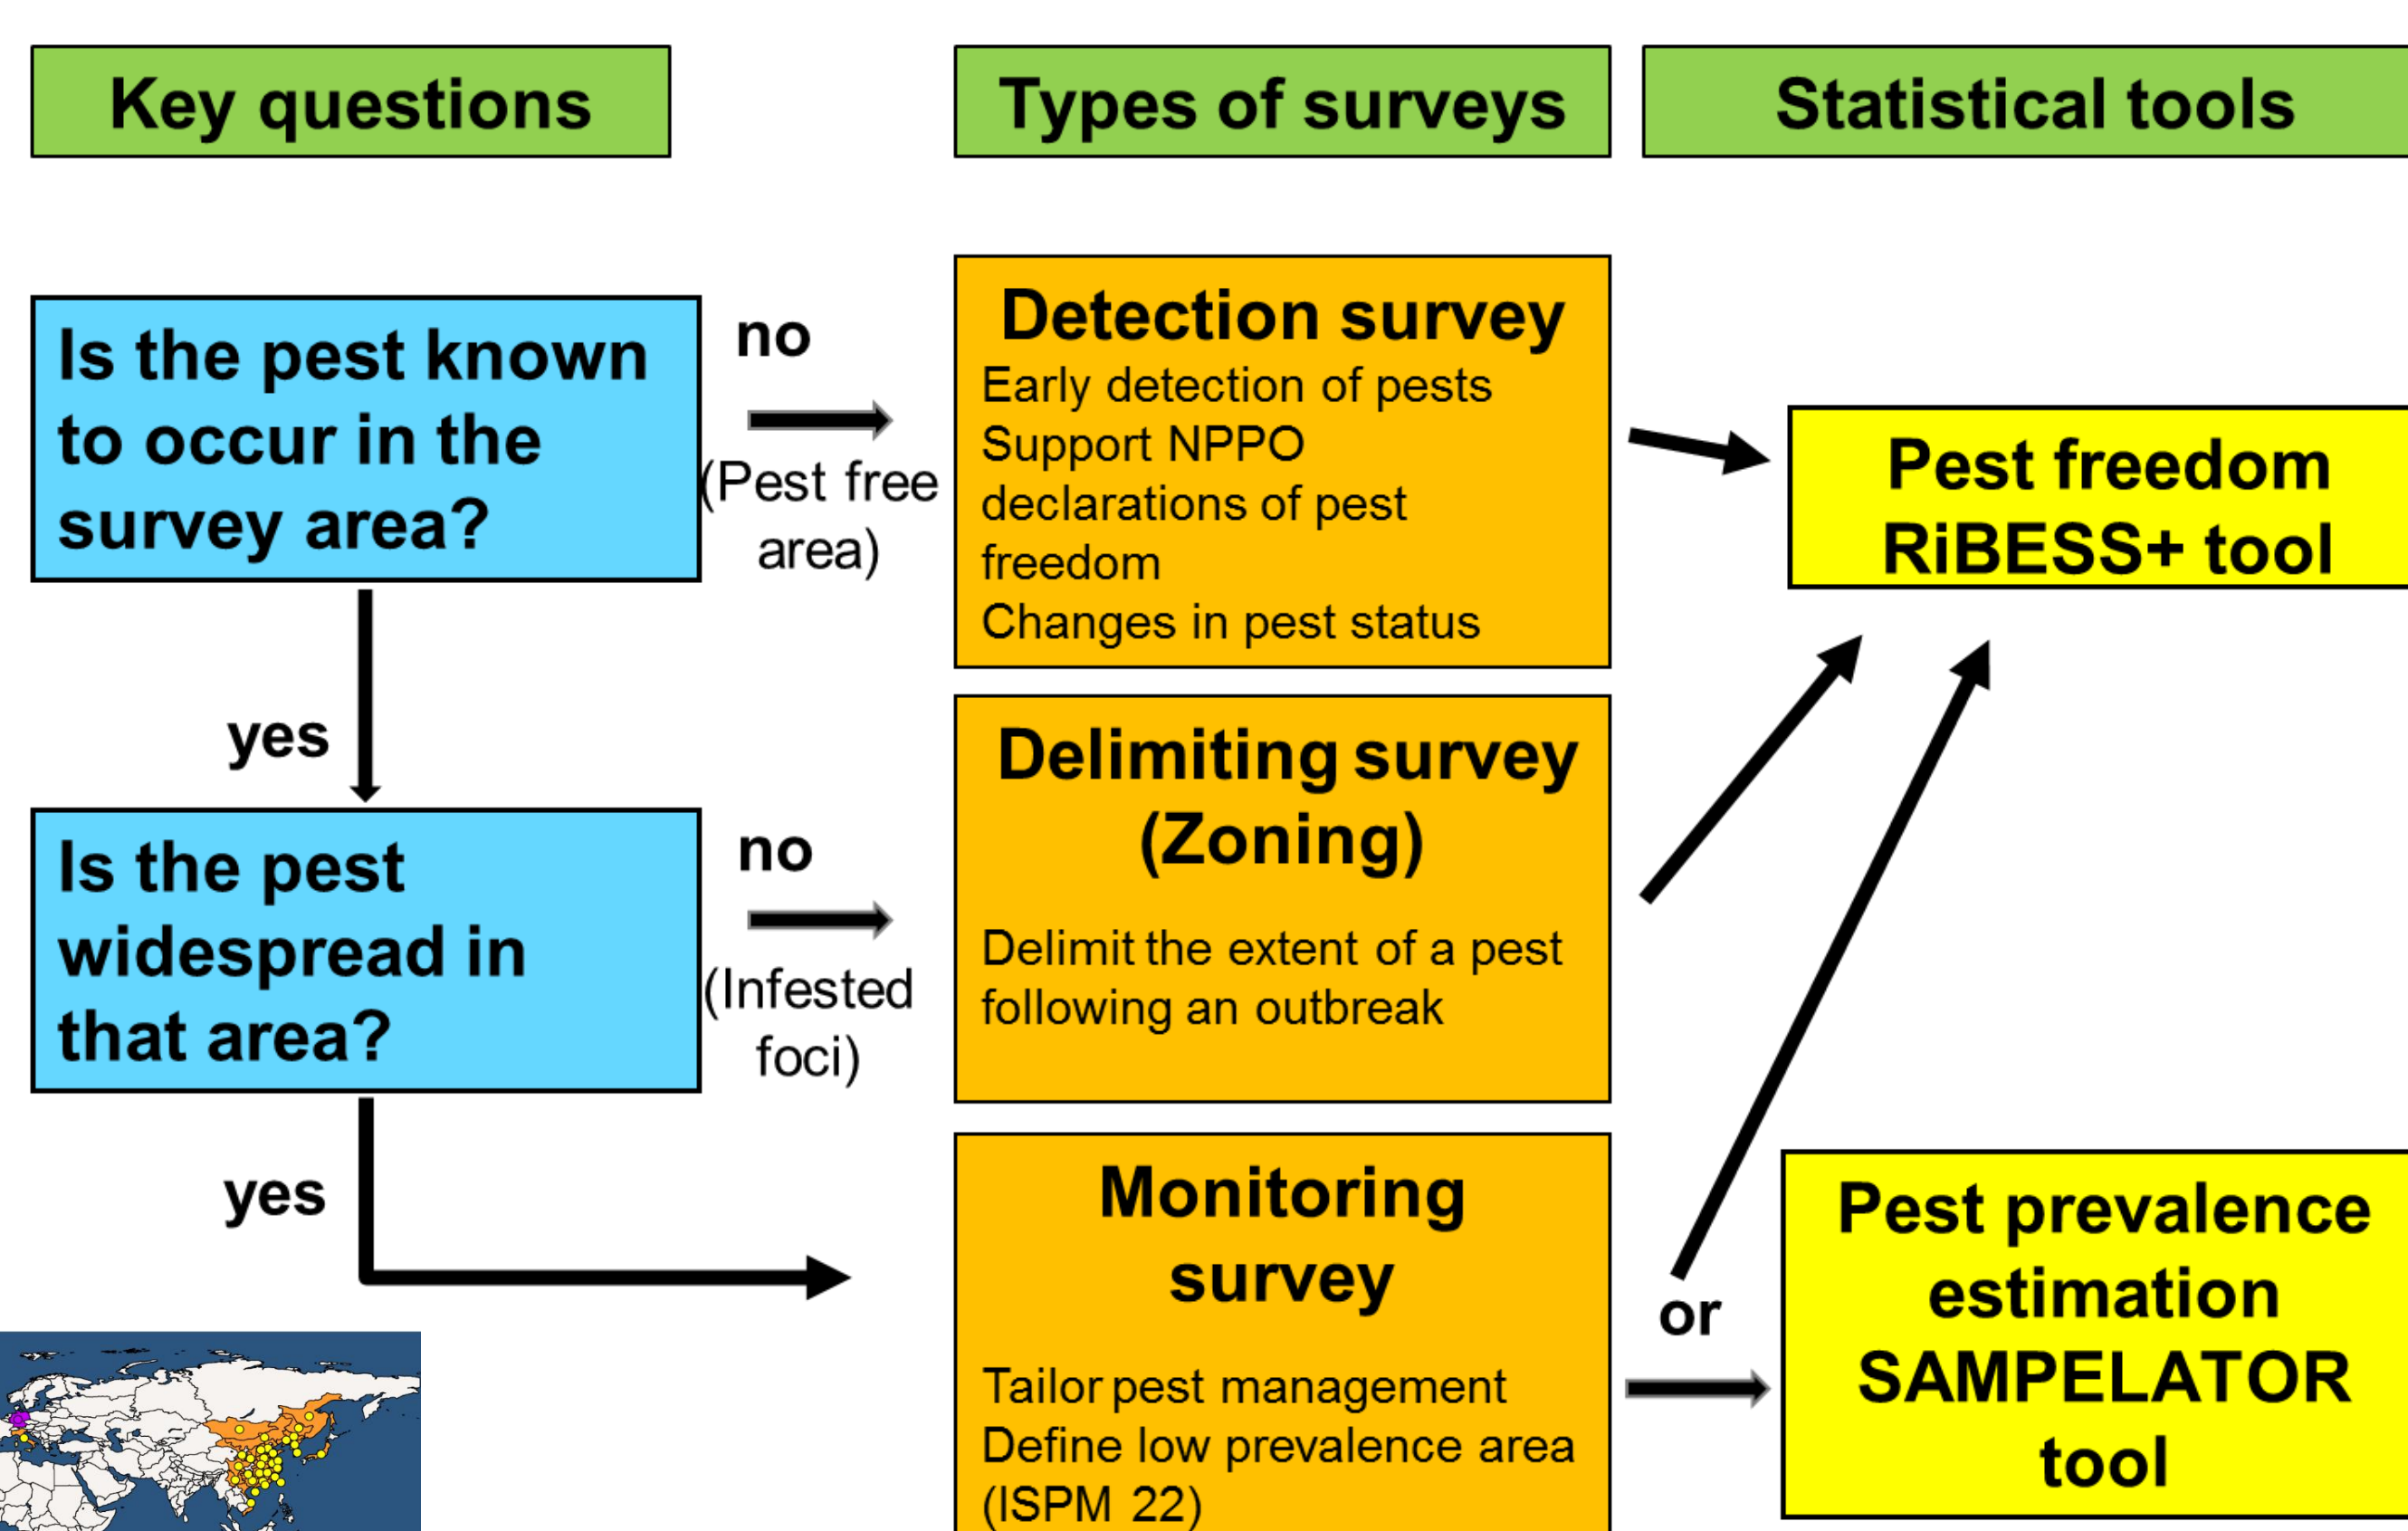 Key questions
Types of surveys
Statistical tools
Is the pest known
to occur in the
survey area?
no
(Pest free
area)
Detection survey
Early detection of pests
Support NPPO
declarations of pest
freedom
Changes in pest status
Pest freedom
RiBESS+ tool
yes
Is the pest
widespread in
that area?
no
(Infested
foci)
Delimiting survey
(Zoning)
Delimit the extent of a pest
following an outbreak
yes
Monitoring
survey
Tailor pest management
Define low prevalence area
(ISPM 22)
or
Pest prevalence
estimation
SAMPELATOR
tool